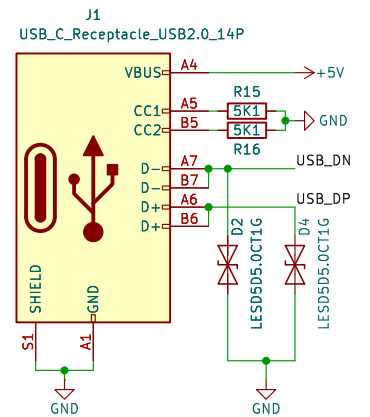 J1
USB_C_Receptacle_USB2.0_14P
VBUS
A4
+5V
R15
CC1
A5
5K1
GND
CC2
B5
5K1
R16
D-
A7
USB_DN
D-
B7
D+
A6
USB_DP
D+
B6
D2
LESD5D5.0CT1G
D4
LESD5D5.0CT1G
SHIELD
GND
S1
A1
GND
GND